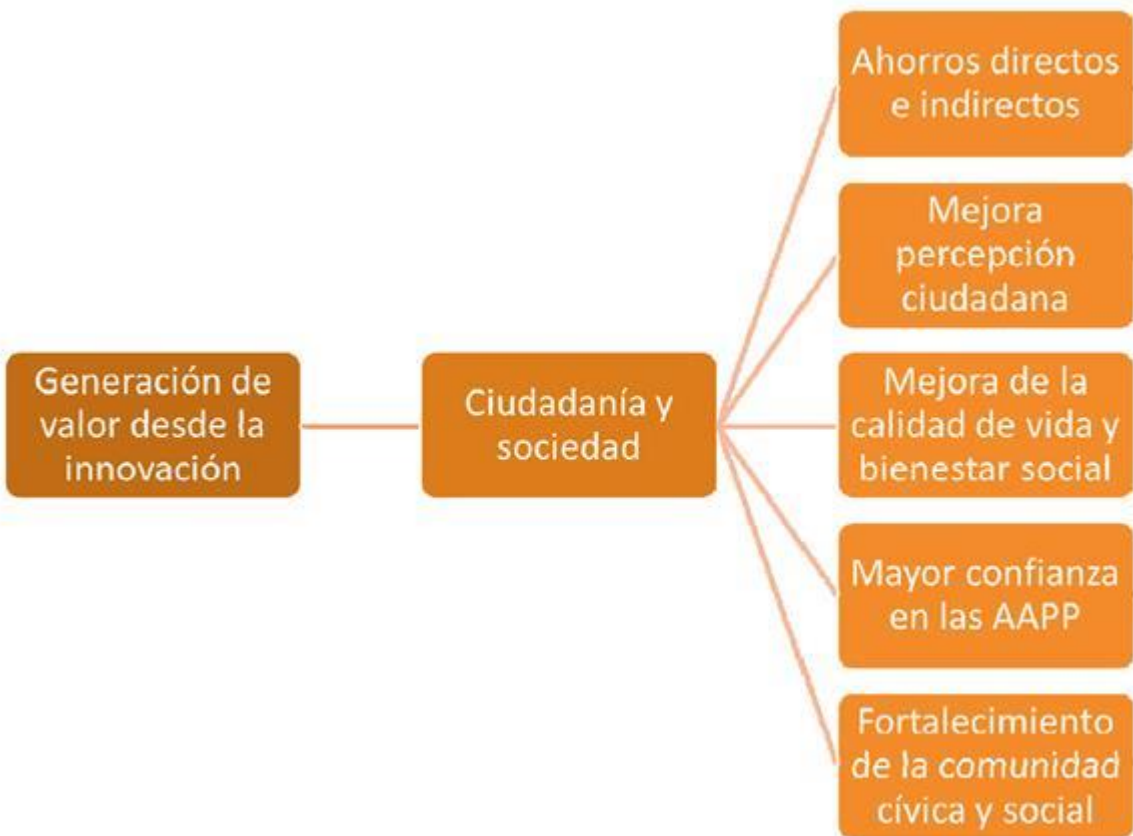 Generación de
valor desde la
innovación
Ciudadanía y
sociedad
Ahorros directos
e indirectos
Mejora
percepción
ciudadana
Mejora de la
calidad de vida y
bienestar social
Mayor confianza
en las AAPP
Fortalecimiento
de la comunidad
cívica y social